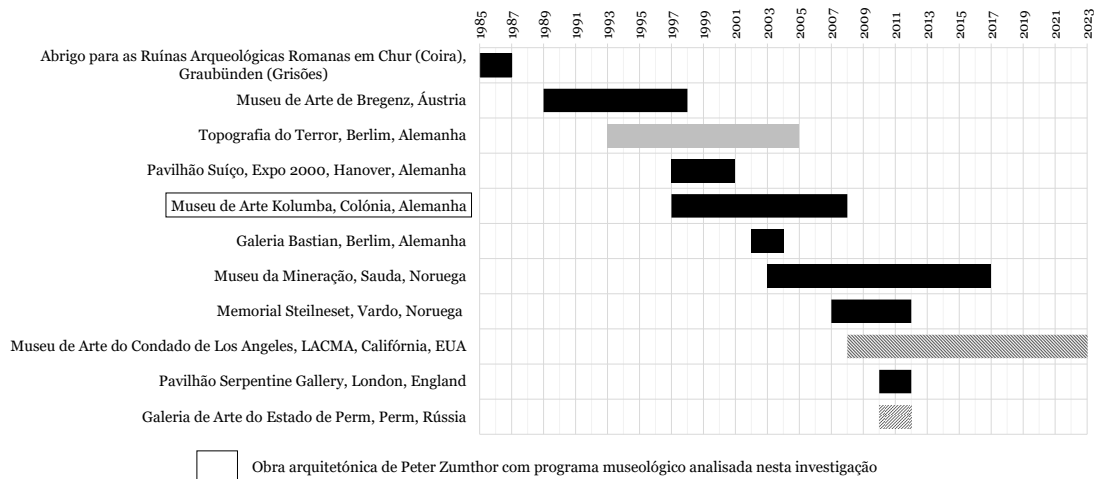 1985 1987 1989 1991 1993 1995 1997 1999 2001 2003 2005 2007 2009 2011 2013 2015 2017 2019 2021 2023
Abrigo para as Ruínas Arqueológicas Romanas em Chur (Coira),
Graubünden (Grisões)
Museu de Arte de Bregenz, Áustria
Topografia do Terror, Berlim, Alemanha
Pavilhão Suíço, Expo 2000, Hanover, Alemanha
Museu de Arte Kolumba, Colónia, Alemanha
Galeria Bastian, Berlim, Alemanha
Museu da Mineração, Sauda, Noruega
Memorial Steilneset, Vardo, Noruega
Museu de Arte do Condado de Los Angeles, LACMA, Califórnia, EUA
Pavilhão Serpentine Gallery, London, England
Galeria de Arte do Estado de Perm, Perm, Rússia
Obra arquitetónica de Peter Zumthor com programa museológico analisada nesta investigação